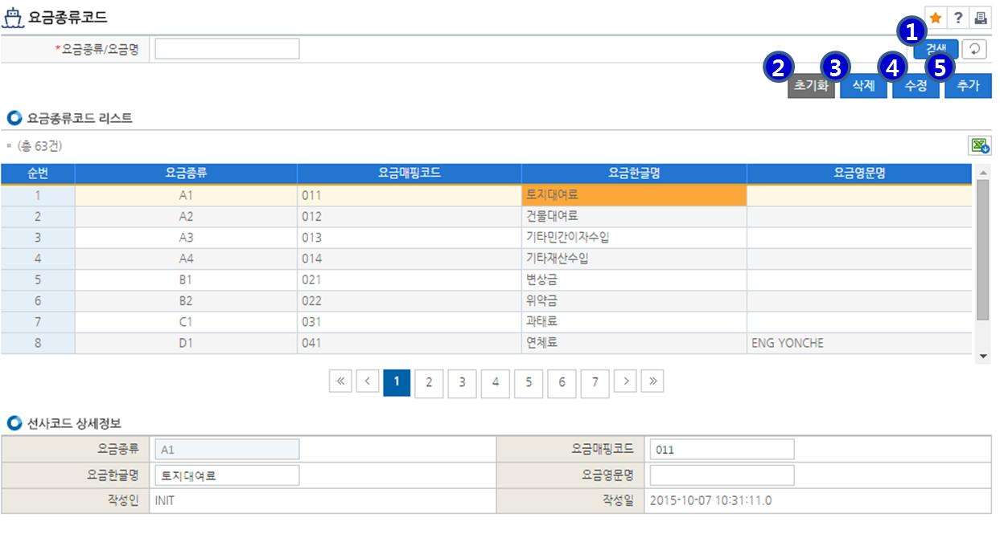 요금종류코드
?
1
*요금종류/요금명
검색
2 3 4 5
초기화 삭제 수정 추가
요금종류코드 리스트
(총 63건)
순번 요금종류 요금매핑코드 요금한글명 요금영문명
1 A1 011 토지대여료
2 A2 012 건물대여료
3 A3 013 기타민간이자수입
4 A4 014 기타재산수입
5 B1 021 변상금
6 B2 022 위약금
7 C1 031 과태료
8 D1 041 연체료 ENG YONCHE
« < 1 2 3 4 5 6 7 > »
선사코드 상세정보
요금종류 A1 요금매핑코드 011
요금한글명 토지대여료 요금영문명
작성인 INIT 작성일 2015-10-07 10:31:11.0